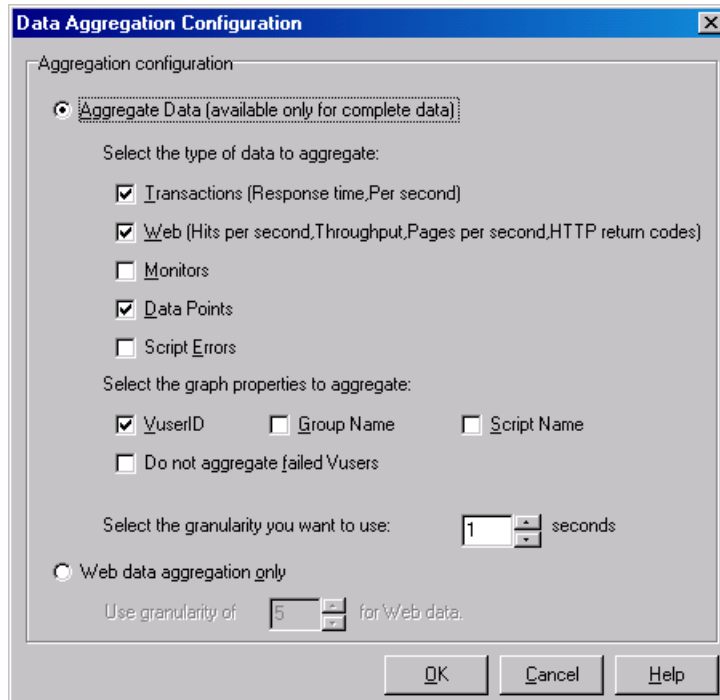 Data Aggregation Configuration
Aggregation configuration
Aggregate Data (available only for complete data)
Select the type of data to aggregate:
Transactions (Response time,Per second)
Web (Hits per second,Throughput,Pages per second,HTTP return codes)
Monitors
Data Points
Script Errors
Select the graph properties to aggregate:
VuserID Group Name Script Name
Do not aggregate failed Vusers
Select the granularity you want to use: 1 seconds
Web data aggregation only
Use granularity of 5 for Web data.
OK Cancel Help